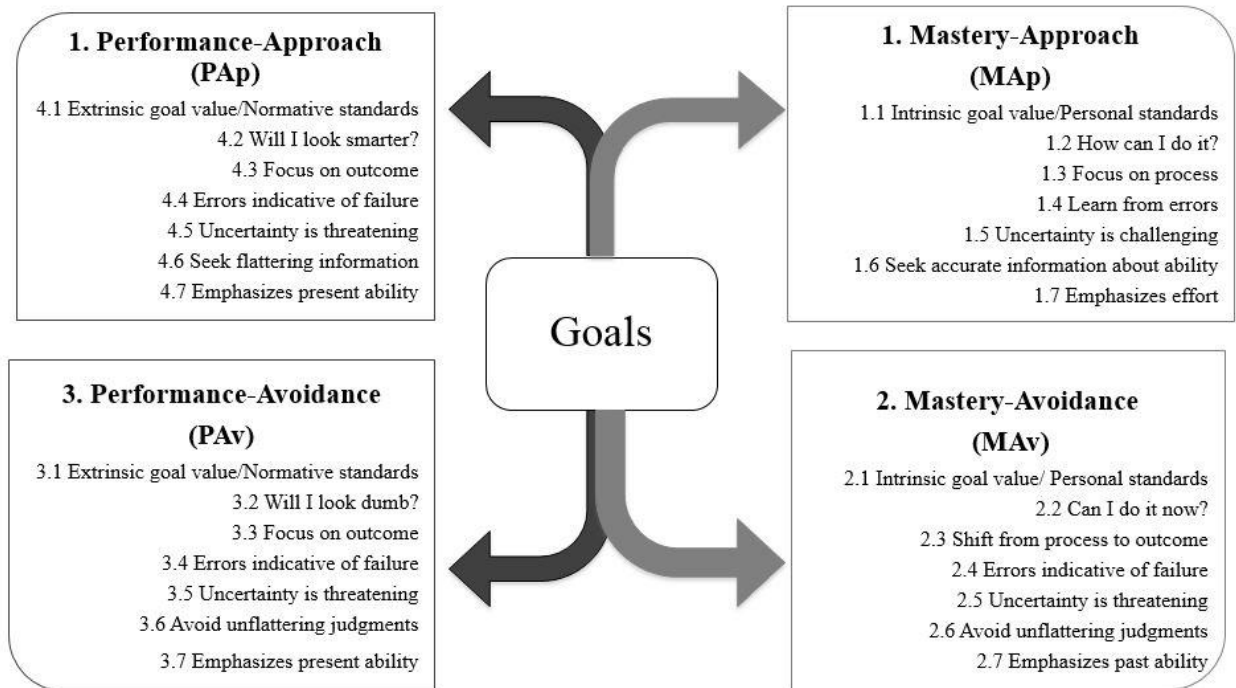 1. Performance-Approach
(PAp)
4.1 Extrinsic goal value/Normative standards
4.2 Will I look smarter?
4.3 Focus on outcome
4.4 Errors indicative of failure
4.5 Uncertainty is threatening
4.6 Seek flattering information
4.7 Emphasizes present ability
1. Mastery-Approach
(MAp)
1.1 Intrinsic goal value/Personal standards
1.2 How can I do it?
1.3 Focus on process
1.4 Learn from errors
1.5 Uncertainty is challenging
1.6 Seek accurate information about ability
1.7 Emphasizes effort
Goals
3. Performance-Avoidance
(PAv)
3.1 Extrinsic goal value/Normative standards
3.2 Will I look dumb?
3.3 Focus on outcome
3.4 Errors indicative of failure
3.5 Uncertainty is threatening
3.6 Avoid unflattering judgments
3.7 Emphasizes present ability
2. Mastery-Avoidance
(MAv)
2.1 Intrinsic goal value/ Personal standards
2.2 Can I do it now?
2.3 Shift from process to outcome
2.4 Errors indicative of failure
2.5 Uncertainty is threatening
2.6 Avoid unflattering judgments
2.7 Emphasizes past ability